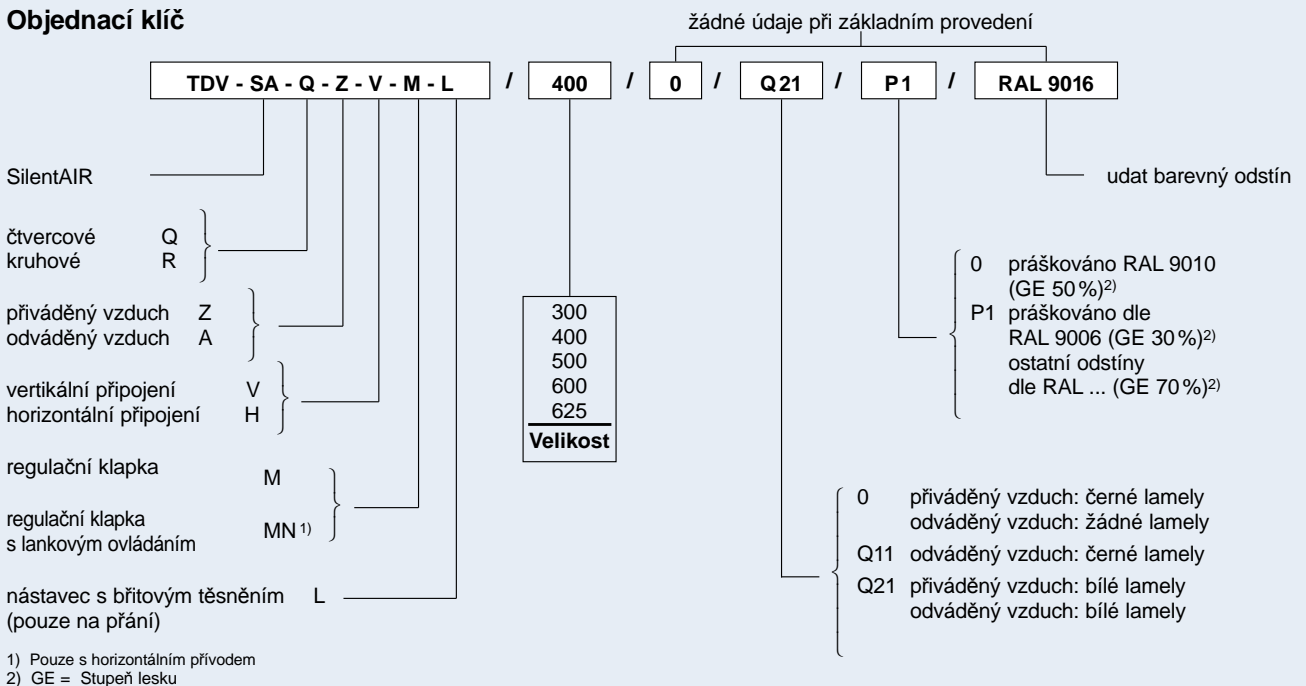 Objednací klíč
žádné údaje při základním provedení
TDV - SA - Q - Z - V - M - L / 400 / 0 / Q21 / P1 / RAL 9016
SilentAIR
udat barevný odstín
čtvercové Q
kruhové R
přiváděný vzduch Z
odváděný vzduch A
vertikální připojení V
horizontální připojení H
regulační klapka M
regulační klapka
s lankovým ovládáním MN 1)
nástavec s břitovým těsněním L
(pouze na přání)
300
400
500
600
625
Velikost
0 práškováno RAL 9010
(GE 50 %)2)
P1 práškováno dle
RAL 9006 (GE 30 %)2)
ostatní odstíny
dle RAL ... (GE 70 %)2)
0 přiváděný vzduch: černé lamely
odváděný vzduch: žádné lamely
Q11 odváděný vzduch: černé lamely
Q21 přiváděný vzduch: bílé lamely
odváděný vzduch: bílé lamely
1) Pouze s horizontálním přívodem
2) GE = Stupeň lesku